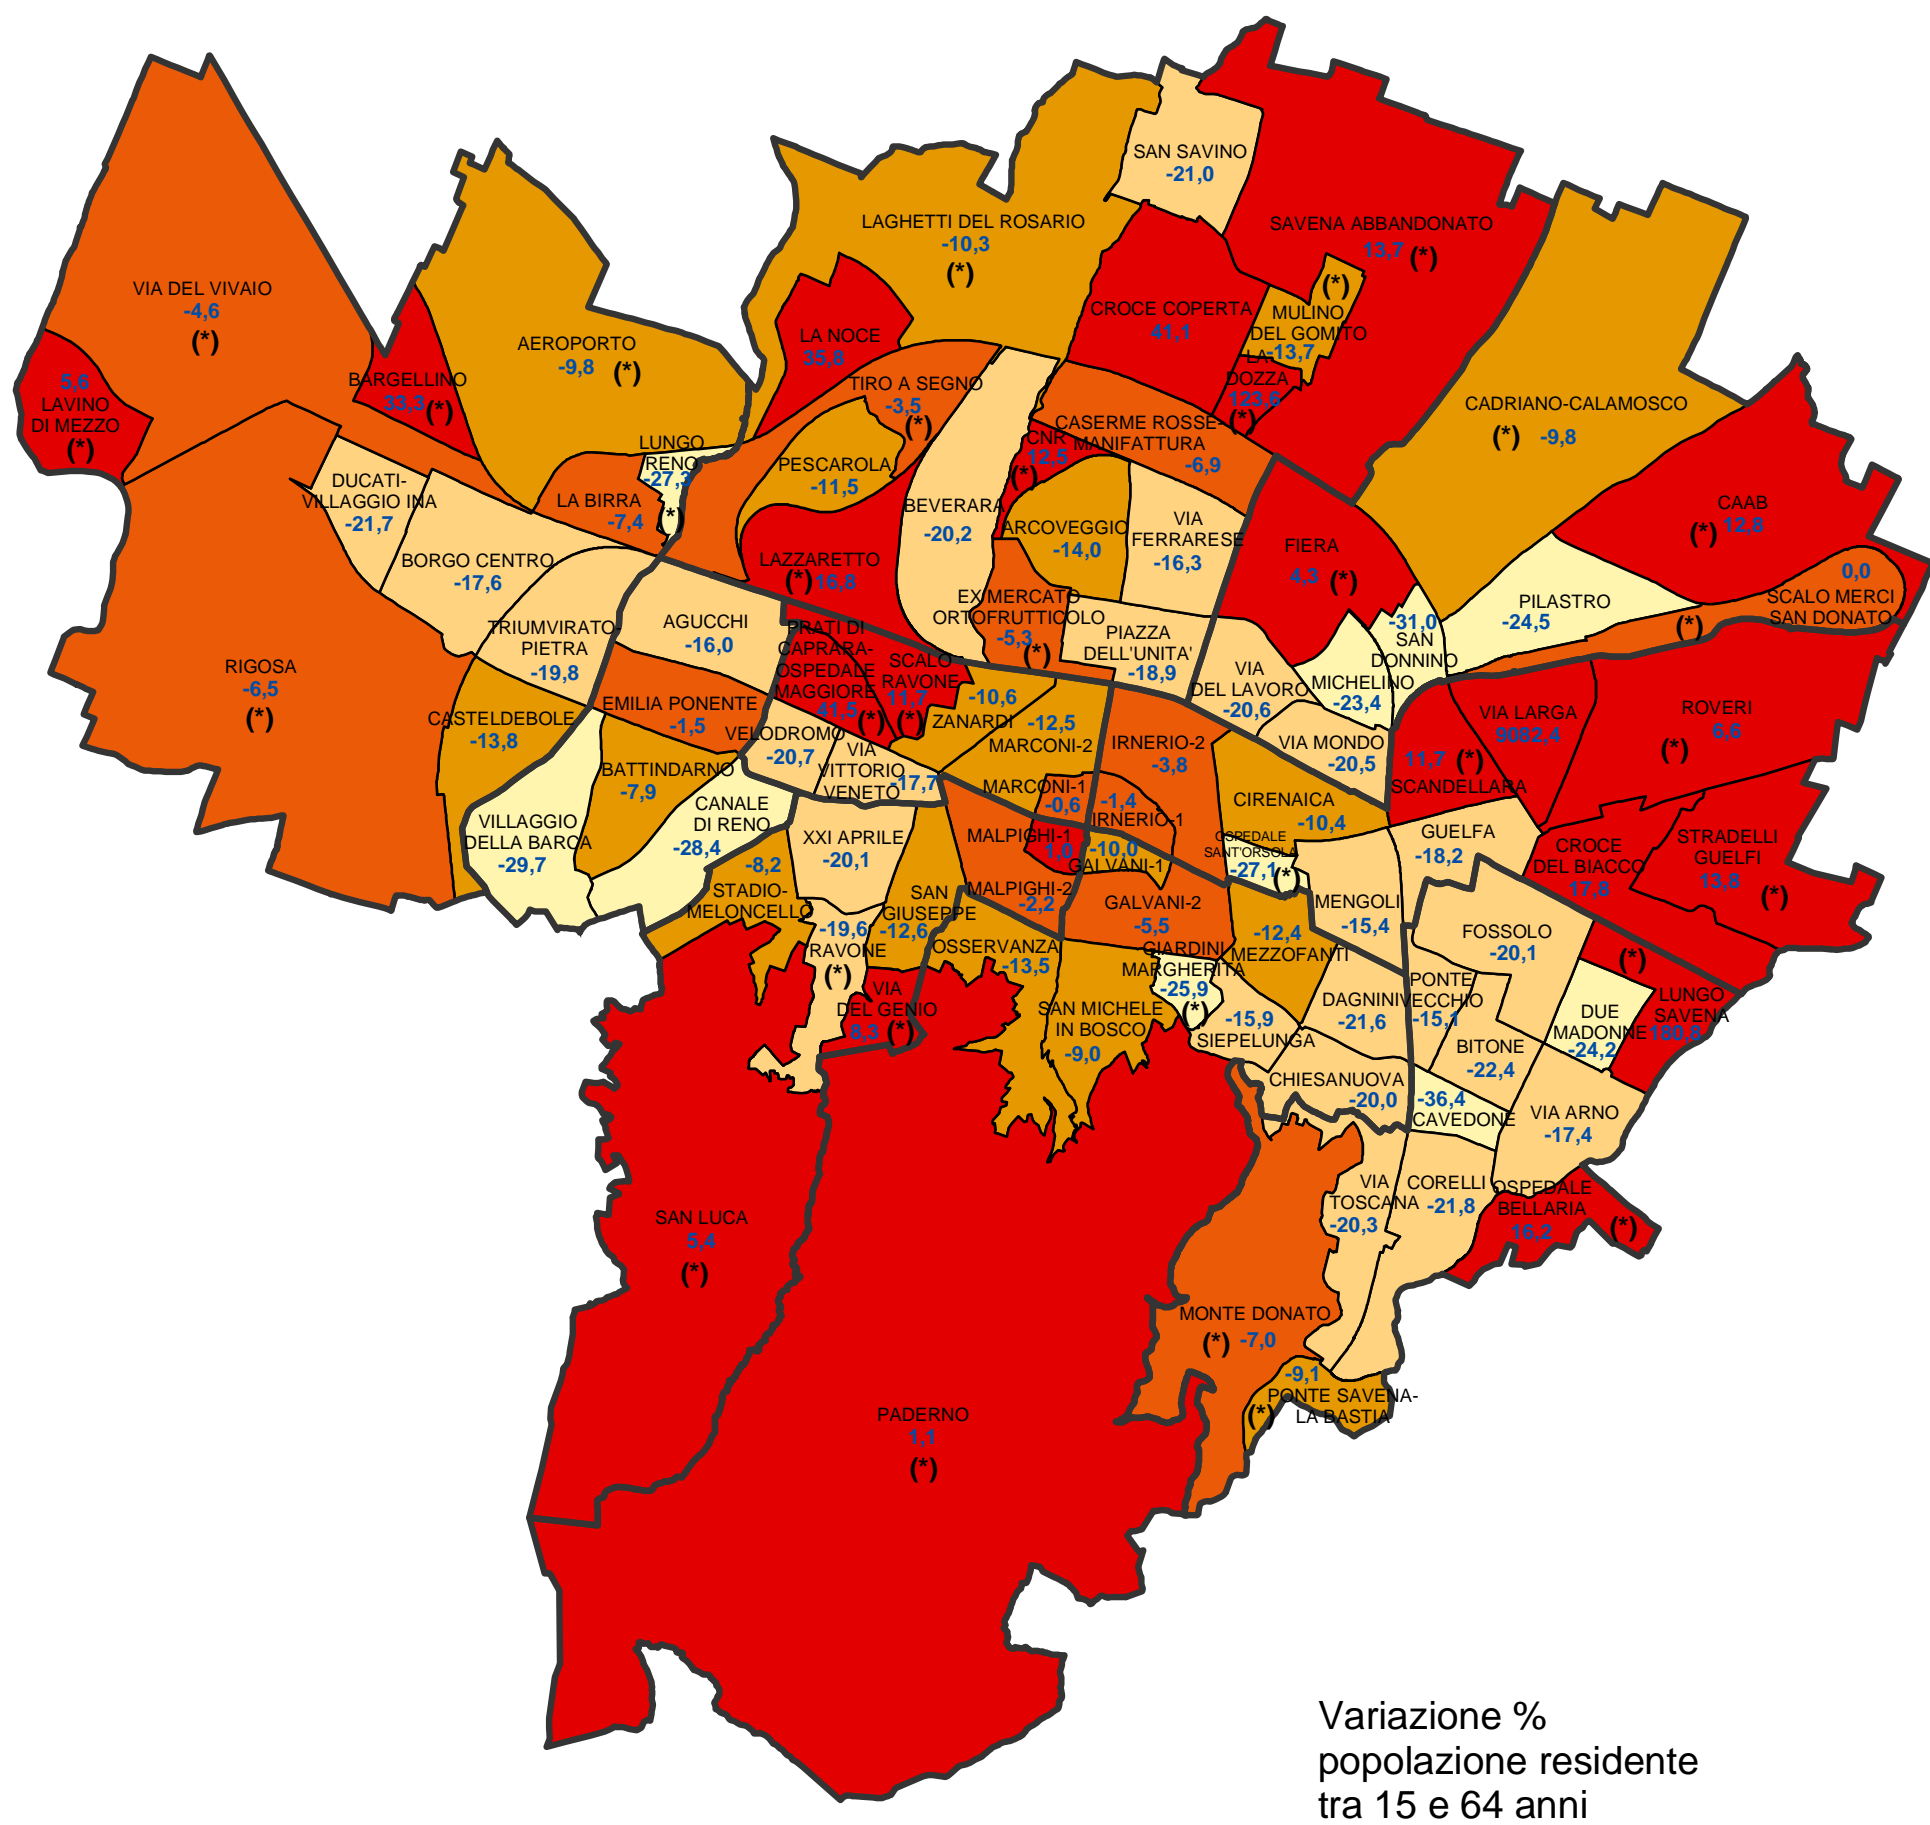 SAN SAVINO
-21,0
LAGHETTI DEL ROSARIO
-10,3
(*)
SAVENA ABBANDONATO
13,7 (*)
VIA DEL VIVAIO
-4,6
(*)
AEROPORTO
-9,8 (*)
LA NOCE
35,8
CROCE COPERTA
41,1
(*)
MULINO
DEL GOMITO
-13,7
LA
DOZZA
123,6
(*)
5,6
LAVINO
DI MEZZO
(*)
BARGELLINO
33,3 (*)
TIRO A SEGNO
-3,5
(*)
CASERME ROSSE-
MANIFATTURA
-6,9
CNR
12,5
(*)
CADRIANO-CALAMOSCO
(*) -9,8
LUNGO
RENO
-27,3
(*)
PESCAROLA
-11,5
DUCATI-
VILLAGGIO INA
-21,7
LA BIRRA
-7,4
BEVERARA
-20,2
ARCOVEGGIO
-14,0
VIA
FERRARESE
-16,3
CAAB
(*) 12,8
FIERA
4,3 (*)
BORGO CENTRO
-17,6
LAZZARETTO
(*) 16,8
0,0
SCALO MERCI
SAN DONATO
(*)
PILASTRO
-24,5
EX MERCATO
ORTOFRUTTICOLO
-5,3
(*)
PIAZZA
DELL'UNITA'
-18,9
-31,0
SAN
DONNINO
TRIUMVIRATO-
PIETRA
-19,8
AGUCCHI
-16,0
PRATI DI
CAPRARA-
OSPEDALE
MAGGIORE
41,5 (*)
SCALO
RAVONE
11,7
(*)
RIGOSA
-6,5
(*)
VIA
DEL LAVORO
-20,6
MICHELINO
-23,4
EMILIA PONENTE
-1,5
-10,6
ZANARDI
-12,5
MARCONI-2
CASTELDEBOLE
-13,8
VELODROMO
-20,7
VIA
VITTORIO
VENETO
-17,7
IRNERIO-2
-3,8
VIA MONDO
-20,5
VIA LARGA
9082,4
11,7 (*)
SCANDELLARA
ROVERI
6,6
(*)
BATTINDARNO
-7,9
MARCONI-1
-0,6
-1,4
IRNERIO-1
CIRENAICA
-10,4
CANALE
DI RENO
-28,4
VILLAGGIO
DELLA BARCA
-29,7
XXI APRILE
-20,1
MALPIGHI-1
1,0
-10,0
GALVANI-1
OSPEDALE
SANT'ORSOLA
-27,1
(*)
GUELFA
-18,2
CROCE
DEL BIACCO
17,8
STRADELLI
GUELFI
13,8
(*)
-8,2
STADIO-
MELONCELLO
SAN
GIUSEPPE
-12,6
MALPIGHI-2
-2,2
GALVANI-2
-5,5
MENGOLI
-15,4
-19,6
RAVONE
(*)
OSSERVANZA
-13,5
-12,4
MEZZOFANTI
FOSSOLO
-20,1
(*)
GIARDINI
MARGHERITA
-25,9
(*)
VIA
DEL GENIO
8,3 (*)
SAN MICHELE
IN BOSCO
-9,0
-15,9
SIEPELUNGA
DAGNINI
-21,6
PONTE
VECCHIO
-15,1
DUE
MADONNE
-24,2
LUNGO
SAVENA
180,8
BITONE
-22,4
CHIESANUOVA
-20,0
-36,4
CAVEDONE
VIA ARNO
-17,4
SAN LUCA
5,4
(*)
VIA
TOSCANA
-20,3
CORELLI
-21,8
OSPEDALE
BELLARIA
16,2
(*)
MONTE DONATO
(*) -7,0
-9,1
PONTE SAVENA-
LA BASTIA
(*)
PADERNO
1,1
(*)
Variazione %
popolazione residente
tra 15 e 64 anni